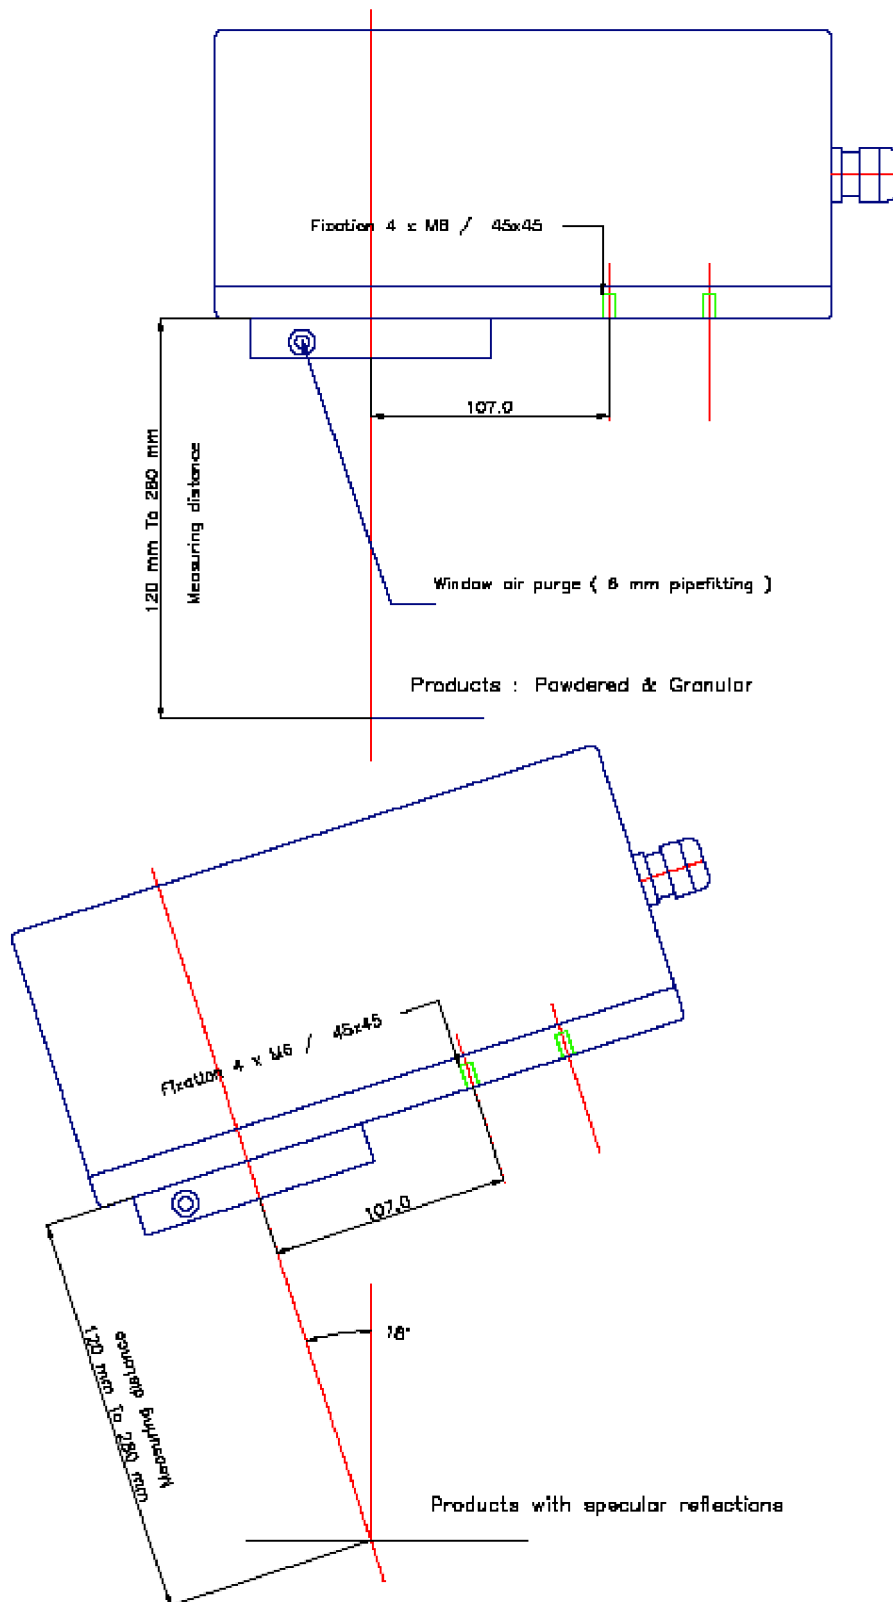 Fixation 4 x M6 / 45x45
107.0
120 mm To 280 mm
Measuring distance
Window air purge ( 6 mm pipefitting )
Products : Powdered & Granular
Fixation 4 x M6 / 45x45
107.0
18°
Measuring distance
120 mm To 280 mm
Products with specular reflections